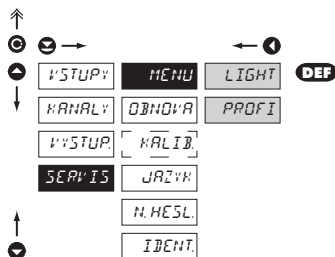 VSTUPY MENU LIGHT DEF
KANALY OBNOVA PROFI
VYSTUP. KALIB.
SERVIS JAZYK
N. HESL.
IDENT.